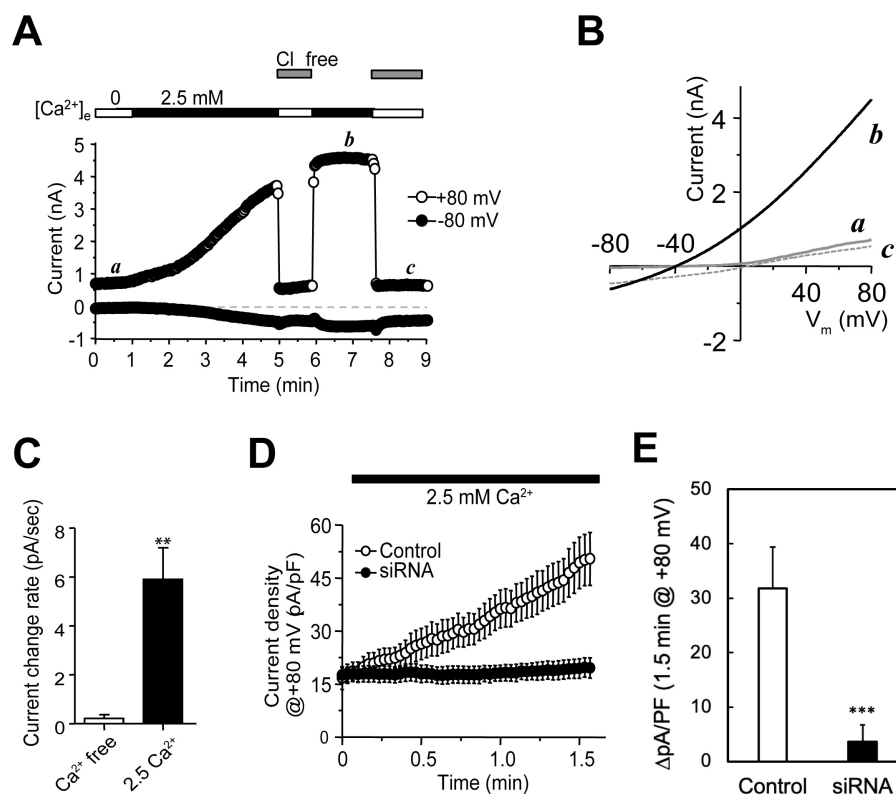 A
Cl free
[Ca²⁺]e
0
2.5 mM
5
4
3
2
1
0
-1
Current (nA)
a
b
c
+80 mV
-80 mV
0 1 2 3 4 5 6 7 8 9
Time (min)
B
Current (nA)
4
2
-2
-80
-40
40
80
Vm (mV)
a
b
c
C
Current change rate (pA/sec)
8
6
4
2
0
**
Ca²⁺ free
2.5 Ca²⁺
D
2.5 mM Ca²⁺
Current density
@+80 mV (pA/pF)
60
45
30
15
0
Control
siRNA
0 0.5 1.0 1.5
Time (min)
E
ΔpA/PF (1.5 min @ +80 mV)
50
40
30
20
10
0
***
Control
siRNA